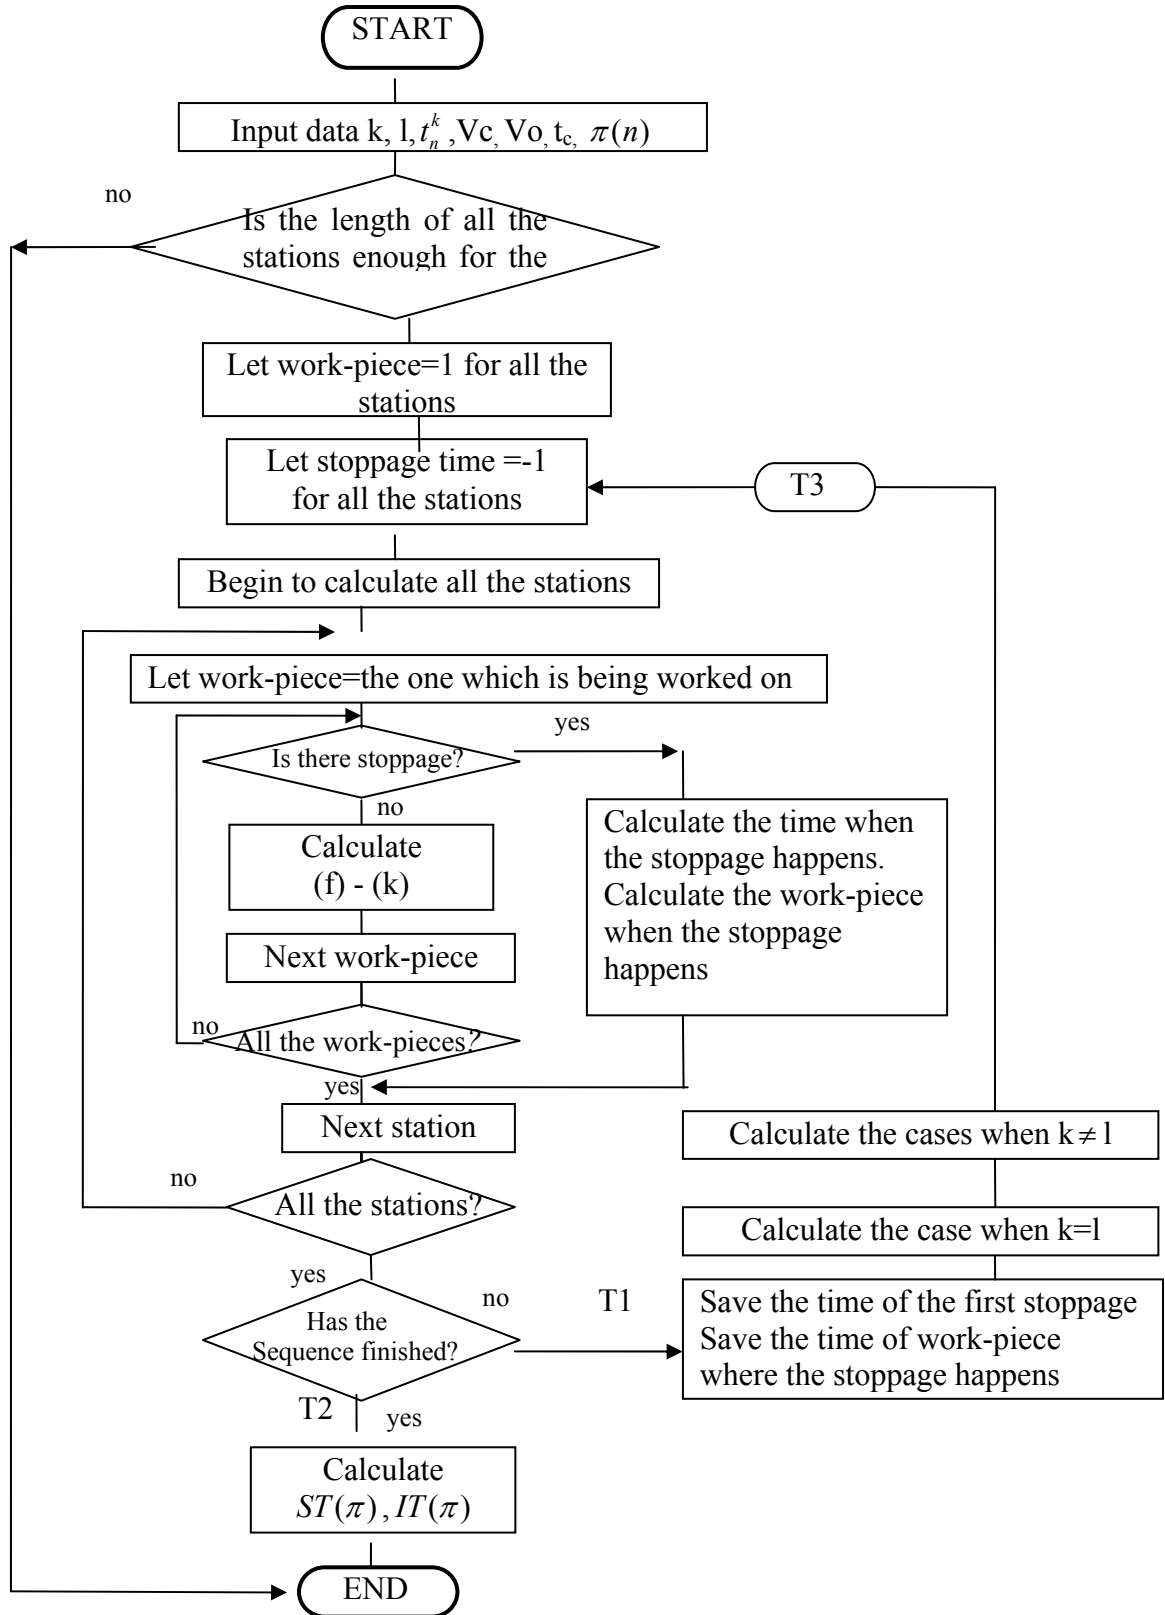 START
Input data k, l, $t_n^k$ ,Vc, Vo, t_c, π(n)
no
Is the length of all the
stations enough for the
Let work-piece=1 for all the
stations
Let stoppage time =-1
for all the stations
T3
Begin to calculate all the stations
Let work-piece=the one which is being worked on
yes
Is there stoppage?
no
Calculate
(f) - (k)
Calculate the time when
the stoppage happens.
Calculate the work-piece
when the stoppage
happens
Next work-piece
no
All the work-pieces?
yes
Next station
Calculate the cases when k ≠ l
no
All the stations?
Calculate the case when k=l
yes
no
T1
Has the
Sequence finished?
Save the time of the first stoppage
Save the time of work-piece
where the stoppage happens
T2
yes
Calculate
ST(π) , IT(π)
END